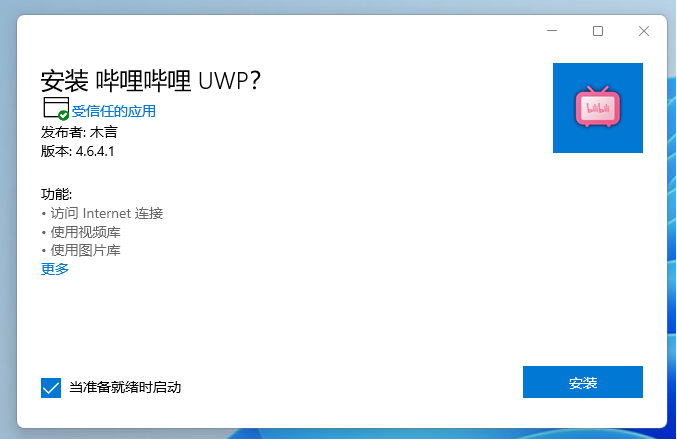 安装 哔哩哔哩 UWP?
受信任的应用
发布者: 木言
版本: 4.6.4.1
bilibili
功能:
• 访问 Internet 连接
• 使用视频库
• 使用图片库
更多
当准备就绪时启动
安装